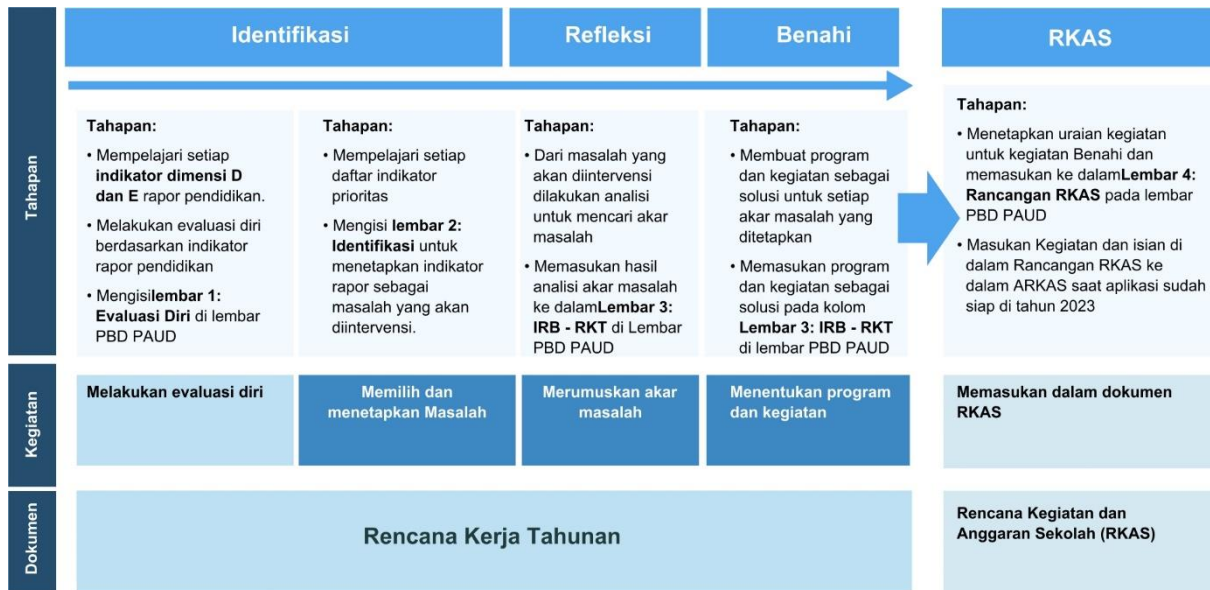 Identifikasi
Refleksi
Benahi
RKAS
Tahapan
Tahapan:
• Mempelajari setiap
indikator dimensi D
dan E rapor pendidikan.
• Melakukan evaluasi diri
berdasarkan indikator
rapor pendidikan
• Mengisilembar 1:
Evaluasi Diri di lembar
PBD PAUD
Tahapan:
• Mempelajari setiap
daftar indikator
prioritas
• Mengisi lembar 2:
Identifikasi untuk
menetapkan indikator
rapor sebagai
masalah yang akan
diintervensi.
Tahapan:
• Dari masalah yang
akan diintervensi
dilakukan analisi
untuk mencari akar
masalah
• Memasukan hasil
analisi akar masalah
ke dalamLembar 3:
IRB - RKT di Lembar
PBD PAUD
Tahapan:
• Membuat program
dan kegiatan sebagai
solusi untuk setiap
akar masalah yang
ditetapkan
• Memasukan program
dan kegiatan sebagai
solusi pada kolom
Lembar 3: IRB - RKT
di lembar PBD PAUD
Tahapan:
• Menetapkan uraian kegiatan
untuk kegiatan Benahi dan
memasukan ke dalamLembar 4:
Rancangan RKAS pada lembar
PBD PAUD
• Masukan Kegiatan dan isian di
dalam Rancangan RKAS ke
dalam ARKAS saat aplikasi sudah
siap di tahun 2023
Kegiatan
Melakukan evaluasi diri
Memilih dan
menetapkan Masalah
Merumuskan akar
masalah
Menentukan program
dan kegiatan
Memasukan dalam dokumen
RKAS
Dokumen
Rencana Kerja Tahunan
Rencana Kegiatan dan
Anggaran Sekolah (RKAS)